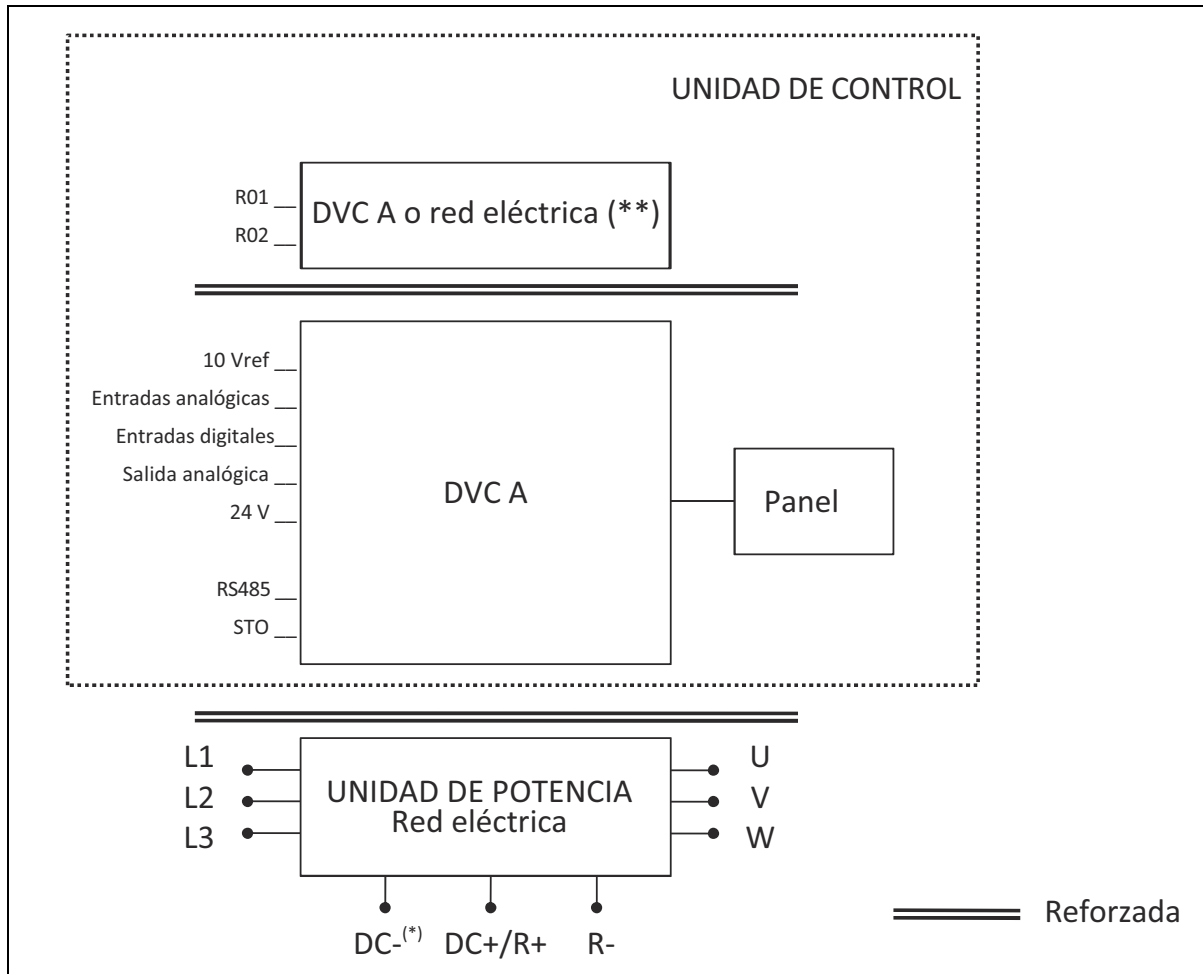 UNIDAD DE CONTROL
R01
R02
DVC A o red eléctrica (**)
10 Vref
Entradas analógicas
Entradas digitales
Salida analógica
24 V
RS485
STO
DVC A
Panel
L1
L2
L3
UNIDAD DE POTENCIA
Red eléctrica
U
V
W
DC-(*)
DC+/R+
R-
Reforzada